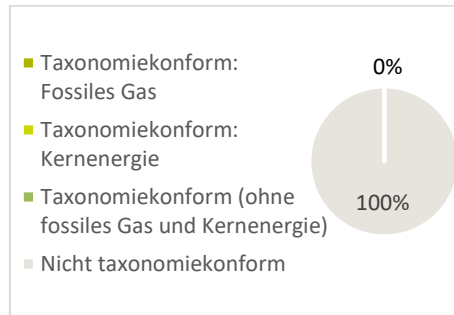 Taxonomiekonform:
Fossiles Gas
Taxonomiekonform:
Kernenergie
Taxonomiekonform (ohne
fossiles Gas und Kernenergie)
Nicht taxonomiekonform
0%
100%